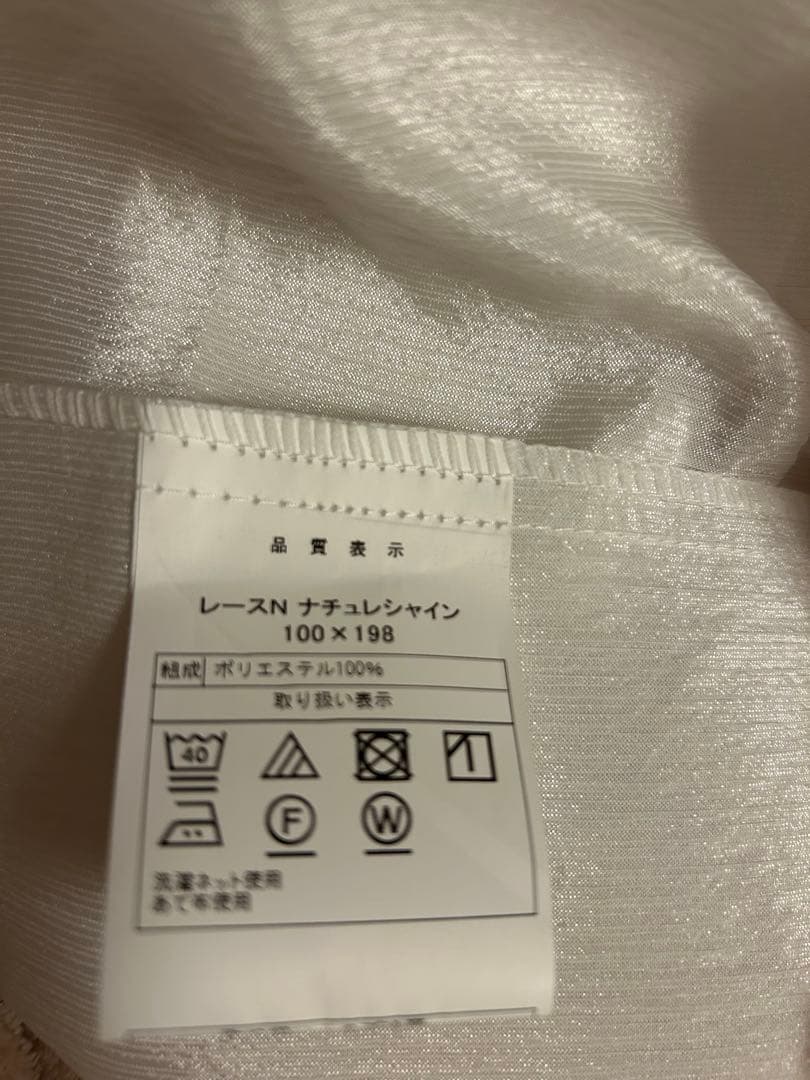 品質表示
レースN ナチュレシャイン
100×198
組成 ポリエステル100%
取り扱い表示
40
F W
洗濯ネット使用
あて布使用